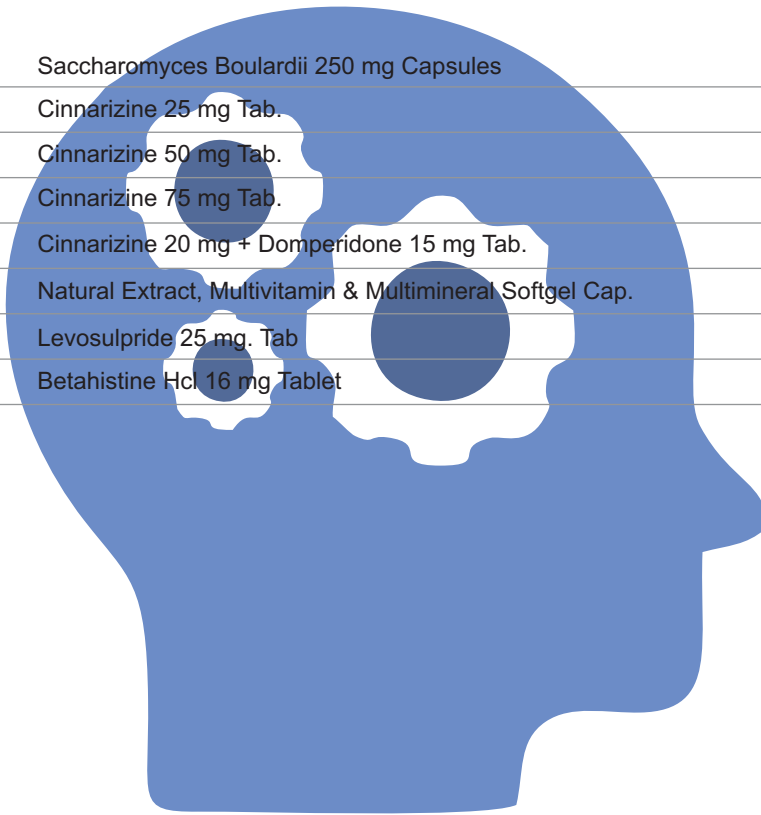 Saccharomyces Boulardii 250 mg Capsules
Cinnarizine 25 mg Tab.
Cinnarizine 50 mg Tab.
Cinnarizine 75 mg Tab.
Cinnarizine 20 mg + Domperidone 15 mg Tab.
Natural Extract, Multivitamin & Multimineral Softgel Cap.
Levosulpride 25 mg. Tab
Betahistine Hcl 16 mg Tablet